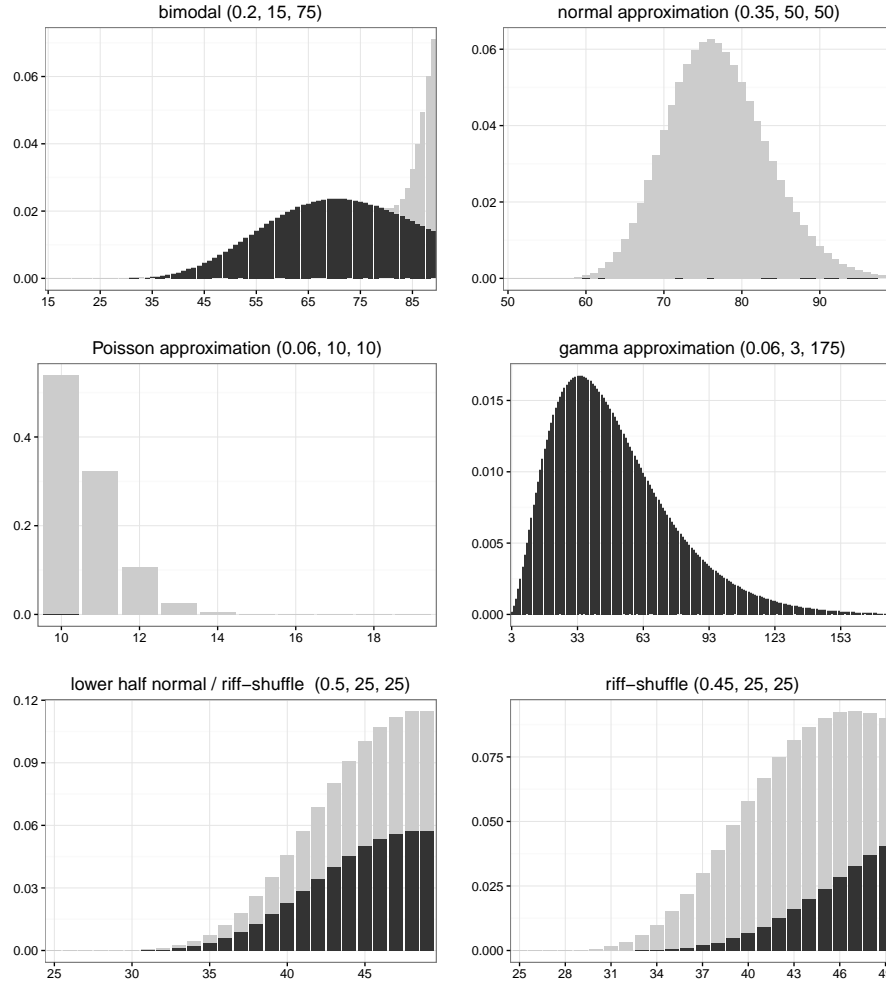 bimodal (0.2, 15, 75)
normal approximation (0.35, 50, 50)
0.06
0.04
0.02
0.00
15 25 35 45 55 65 75 85
0.06
0.04
0.02
0.00
50 60 70 80 90
Poisson approximation (0.06, 10, 10)
gamma approximation (0.06, 3, 175)
0.4
0.2
0.0
10 12 14 16 18
0.015
0.010
0.005
0.000
3 33 63 93 123 153
lower half normal / riff−shuffle (0.5, 25, 25)
riff−shuffle (0.45, 25, 25)
0.12
0.09
0.06
0.03
0.00
25 30 35 40 45
0.075
0.050
0.025
0.000
25 28 31 34 37 40 43 46